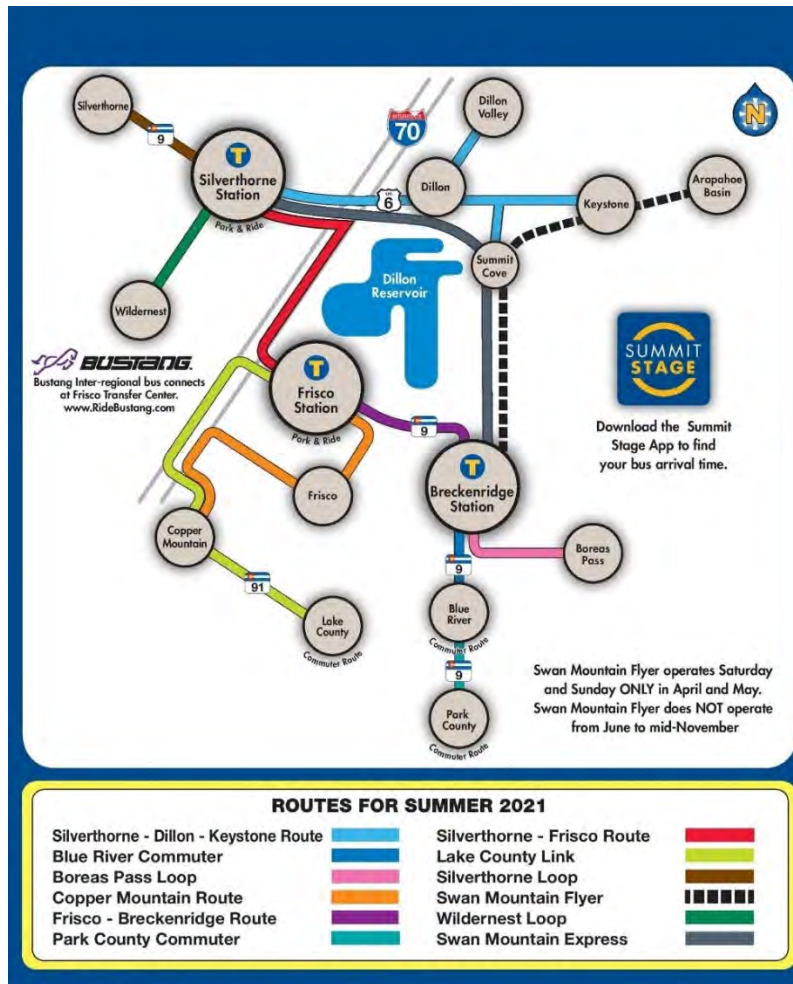 Silverthorne
9
T
Silverthorne
Station
Park & Ride
INTERSTATE
70
Dillon
Valley
N
US
6
Dillon
Keystone
Arapahoe
Basin
Summit
Cove
Wildernest
Dillon
Reservoir
BUSTANG.
Bustang Inter-regional bus connects
at Frisco Transfer Center.
www.RideBustang.com
T
Frisco
Station
Park & Ride
9
SUMMIT
STAGE
Download the Summit
Stage App to find
your bus arrival time.
T
Breckenridge
Station
Frisco
Copper
Mountain
91
Lake
County
Commuter Route
9
Boreas
Pass
Blue
River
Commuter Route
9
Park
County
Commuter Route
Swan Mountain Flyer operates Saturday
and Sunday ONLY in April and May.
Swan Mountain Flyer does NOT operate
from June to mid-November
ROUTES FOR SUMMER 2021
Silverthorne - Dillon - Keystone Route
Blue River Commuter
Boreas Pass Loop
Copper Mountain Route
Frisco - Breckenridge Route
Park County Commuter
Silverthorne - Frisco Route
Lake County Link
Silverthorne Loop
Swan Mountain Flyer
Wildernest Loop
Swan Mountain Express